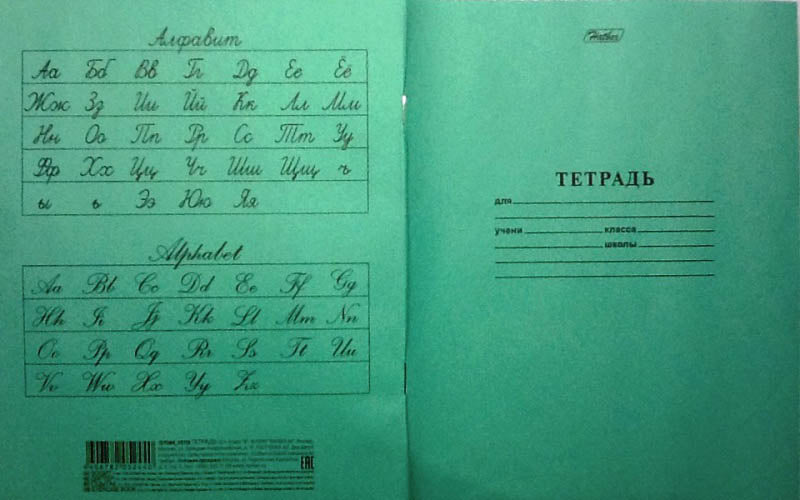 Алфавит
Аа Бб Вв Гг Дд Ее Ёё
Жж Зз Ии Йй Кк Лл Мм
Нн Оо Пп Рр Сс Тт Уу
Фф Хх Цц Чч Шш Щщ ъ
ы ь Ээ Юю Яя
Alphabet
Aa Bb Cc Dd Ee Ff Gg
Hh Ii Jj Kk Ll Mm Nn
Oo Pp Qq Rr Ss Tt Uu
Vv Ww Xx Yy Zz
ЕАС
Hatber
ТЕТРАДЬ
для
учени класса
школы